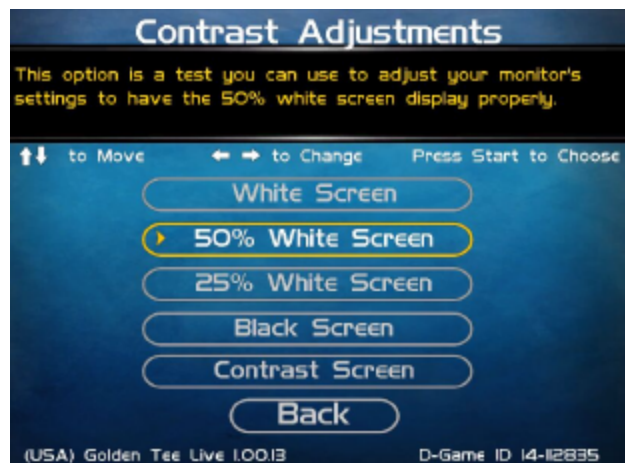 Contrast Adjustments
This option is a test you can use to adjust your monitor's
settings to have the 50% white screen display properly.
to Move to Change Press Start to Choose
White Screen
50% White Screen
25% White Screen
Black Screen
Contrast Screen
Back
(USA) Golden Tee Live 1.00.13 D-Game ID 14-112835